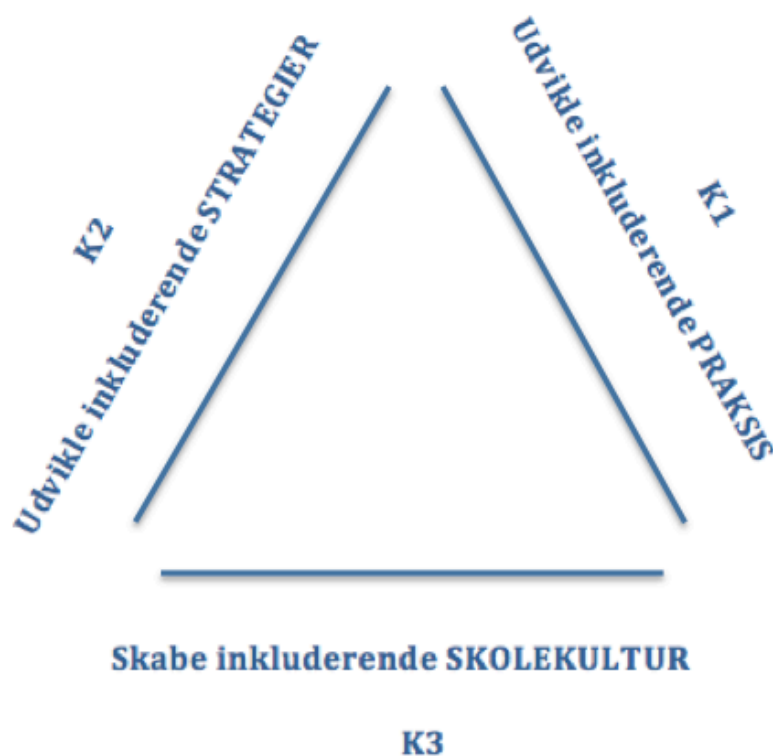 Udvikle inkluderende STRATEGIER
K2
Udvikle inkluderende PRAKSIS
K1
Skabe inkluderende SKOLEKULTUR
K3